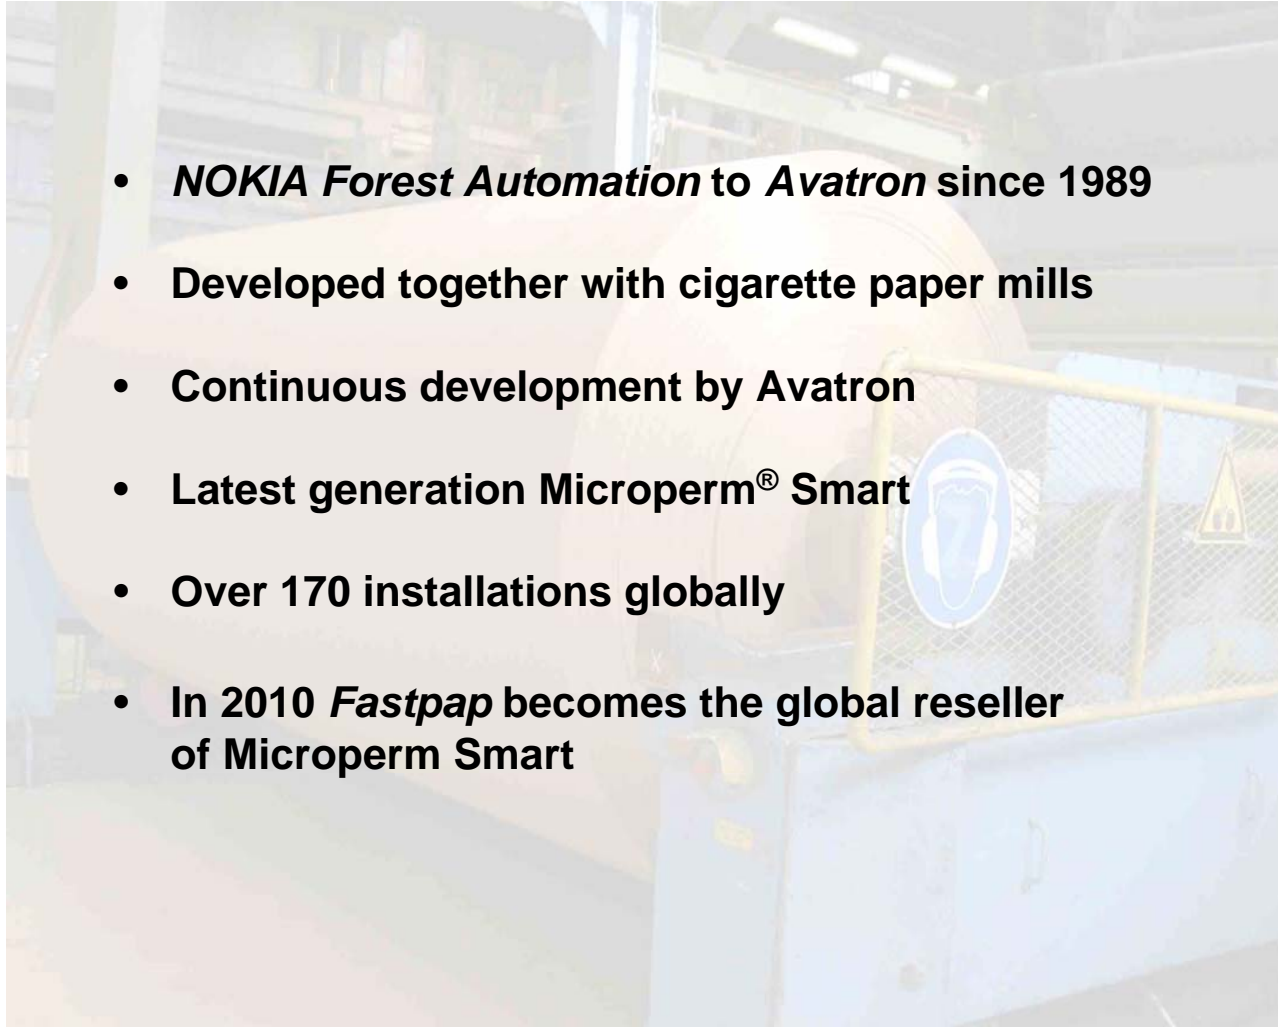 • NOKIA Forest Automation to Avatron since 1989
• Developed together with cigarette paper mills
• Continuous development by Avatron
• Latest generation Microperm® Smart
• Over 170 installations globally
• In 2010 Fastpap becomes the global reseller
of Microperm Smart